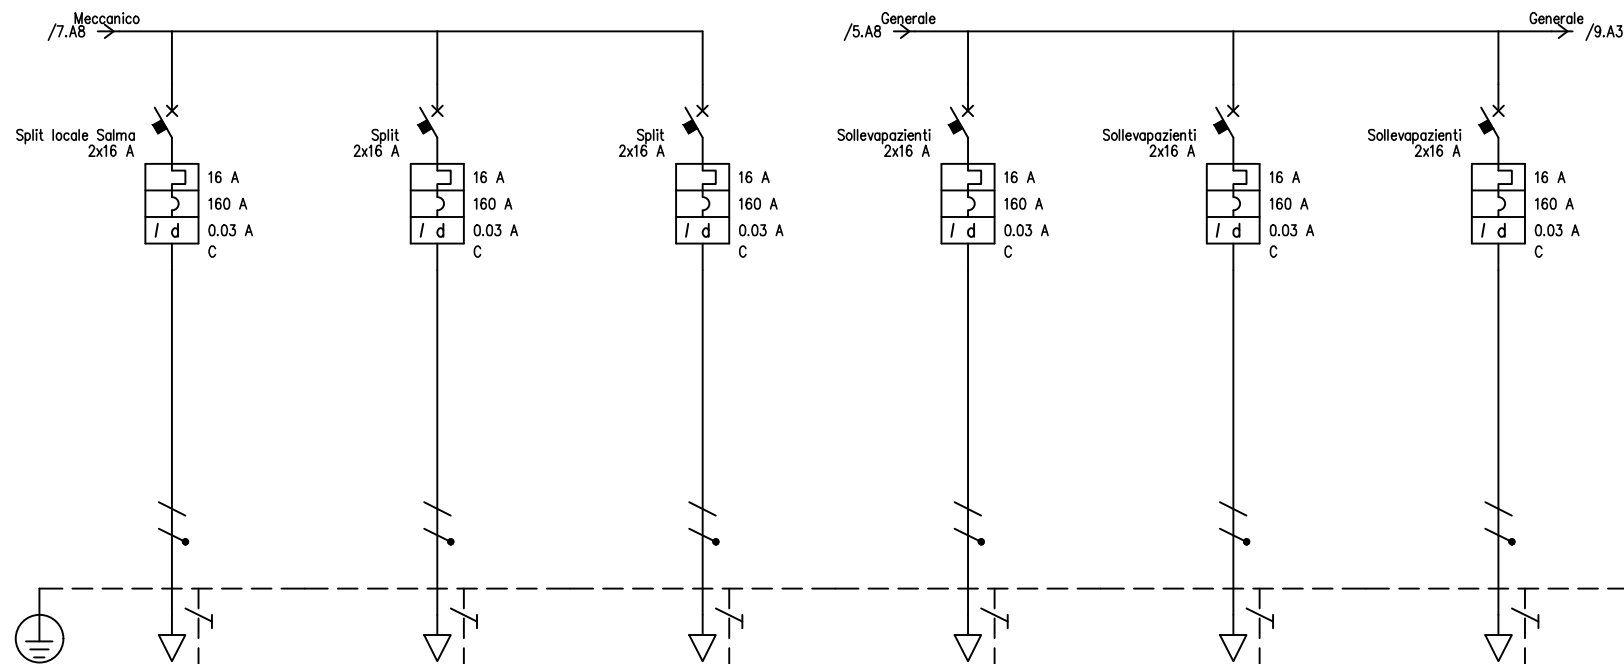 Meccanico
/7.A8
Generale
/5.A8
Generale
/9.A3
Split locale Salma
2x16 A
16 A
160 A
I d
0.03 A
C
Split
2x16 A
16 A
160 A
I d
0.03 A
C
Split
2x16 A
16 A
160 A
I d
0.03 A
C
Sollevapazienti
2x16 A
16 A
160 A
I d
0.03 A
C
Sollevapazienti
2x16 A
16 A
160 A
I d
0.03 A
C
Sollevapazienti
2x16 A
16 A
160 A
I d
0.03 A
C